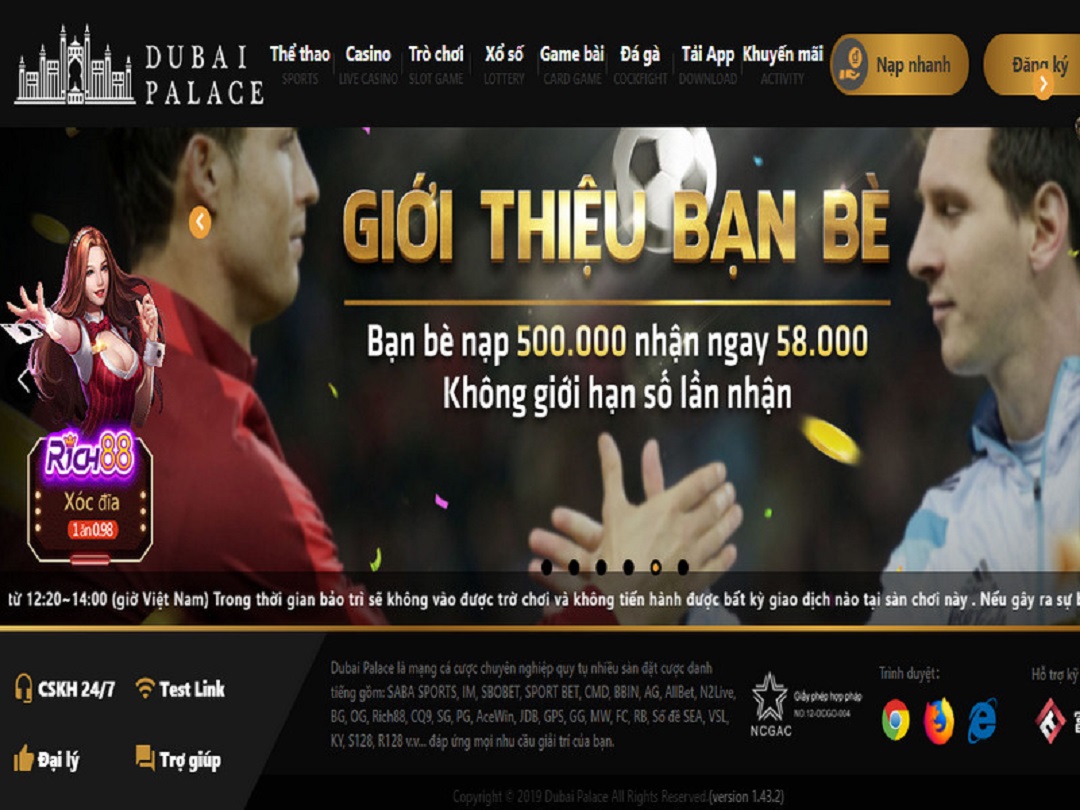 DUBAI
PALACE
Thể thao Casino Trò chơi Xổ số Game bài Đá gà Tải App Khuyến mãi
SPORTS LIVE CASINO SLOT GAME LOTTERY CARD GAME COCKFIGHT DOWNLOAD ACTIVITY
Nạp nhanh
Đăng ký
GIỚI THIỆU BẠN BÈ
Bạn bè nạp 500.000 nhận ngay 58.000
Không giới hạn số lần nhận
RICH88
Xóc đĩa
1 ăn 0.98
từ 12:20~14:00 (giờ Việt Nam) Trong thời gian bảo trì sẽ không vào được trờ chơi và không tiến hành được bất kỳ giao dịch nào tại sàn chơi này . Nếu gây ra sự
CSKH 24/7
Test Link
Đại lý
Trợ giúp
Dubai Palace là mạng cá cược chuyên nghiệp quy tụ nhiều sàn đặt cược danh
tiếng gồm: SABA SPORTS, IM, SBOBET, SPORT BET, CMD, BBIN, AG, AllBet, N2Live,
BG, OG, Rich88, CQ9, SG, PG, AceWin, JDB, GPS, GG, MW, FC, RB, Số đề SEA, VSL,
KY, S128, R128 v.v... đáp ứng mọi nhu cầu giải trí của bạn.
NCGAC
Giấy phép hợp pháp
NO:12-OCGO-004
Trình duyệt:
Hỗ trợ kỹ
Copyright © 2019 Dubai Palace All Rights Reserved.(version 1.43.2)